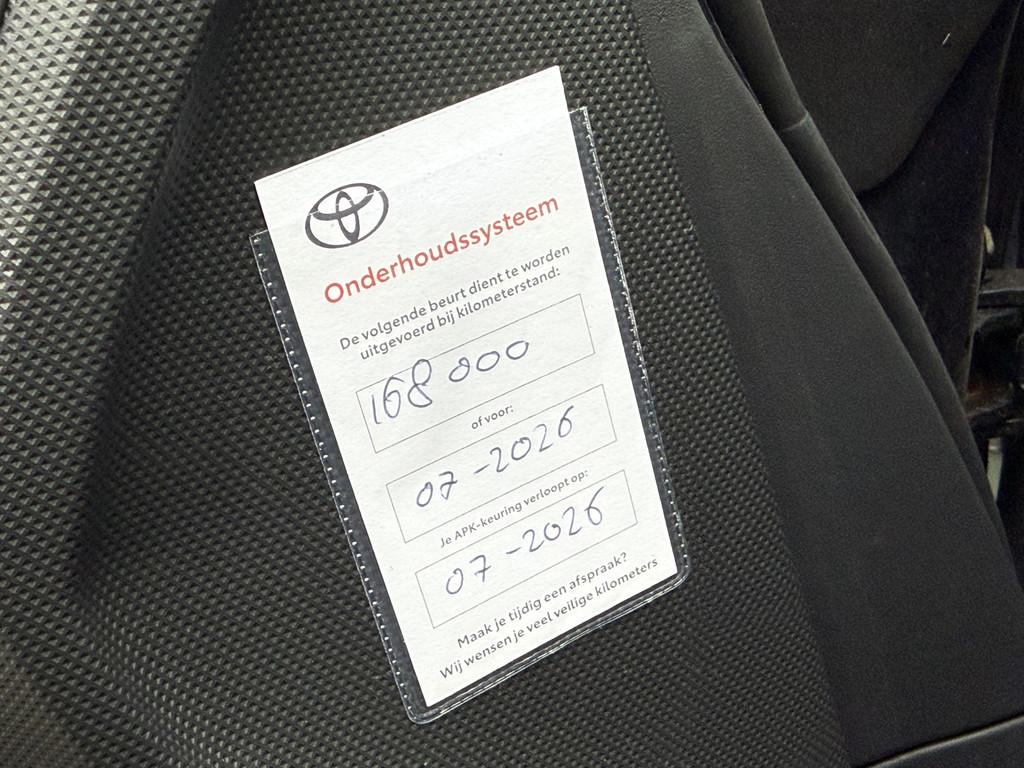 Onderhoudssysteem
De volgende beurt dient te worden
uitgevoerd bij kilometerstand:
168 000
of voor:
07-2026
Je APK-keuring verloopt op:
07-2026
Maak je tijdig een afspraak?
Wij wensen je veel veilige kilometers